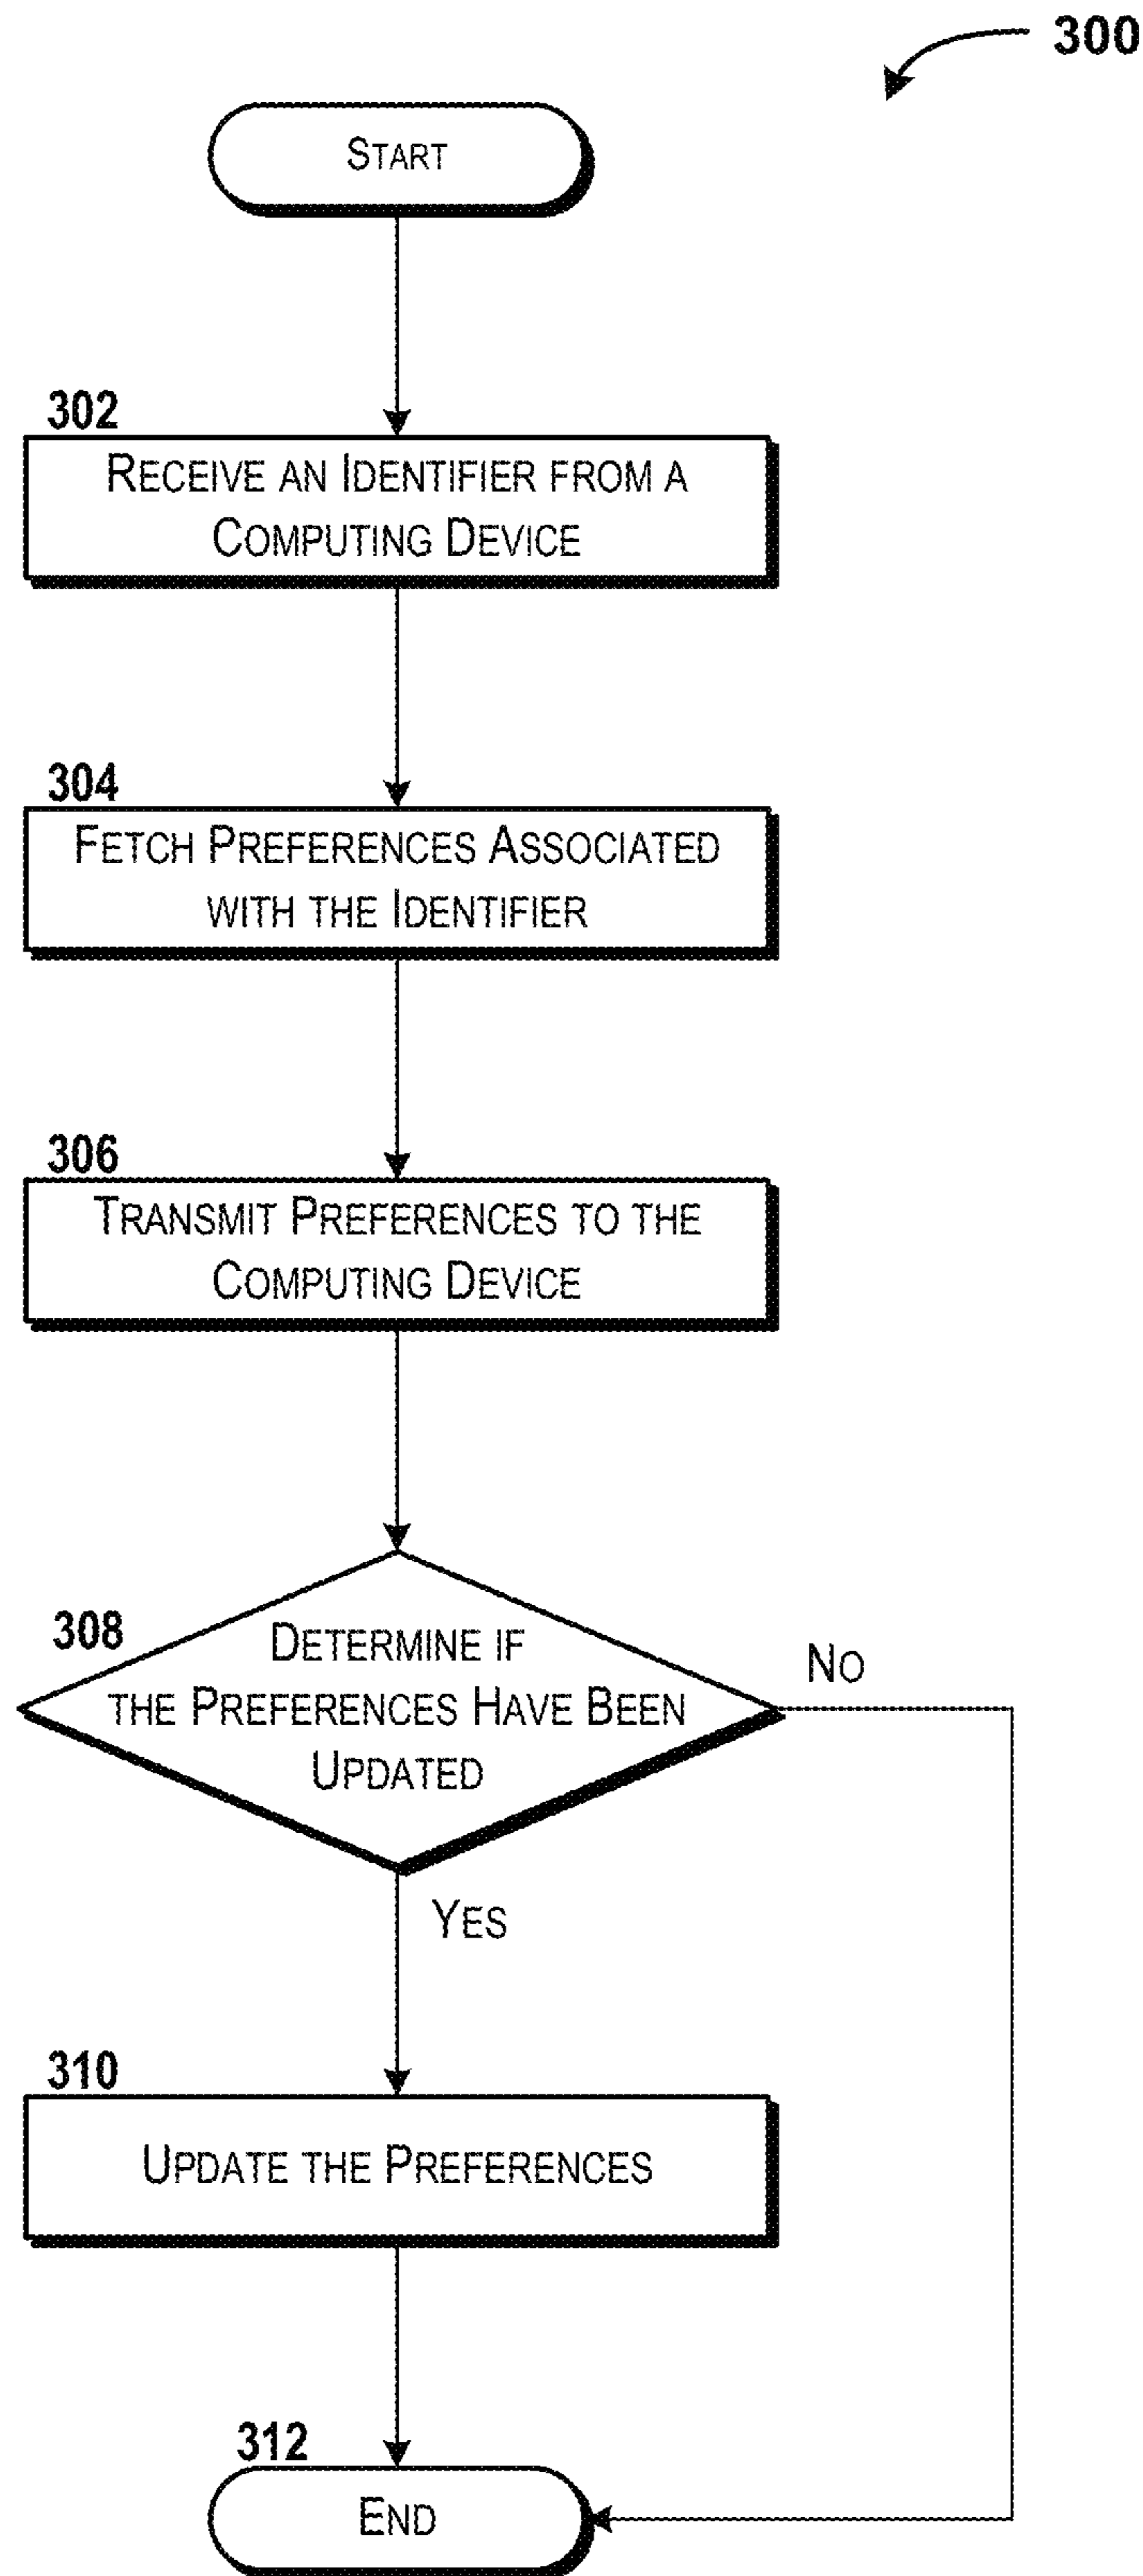 300
START
302
RECEIVE AN IDENTIFIER FROM A
COMPUTING DEVICE
304
FETCH PREFERENCES ASSOCIATED
WITH THE IDENTIFIER
306
TRANSMIT PREFERENCES TO THE
COMPUTING DEVICE
308
DETERMINE IF
THE PREFERENCES HAVE BEEN
UPDATED
NO
YES
310
UPDATE THE PREFERENCES
312
END